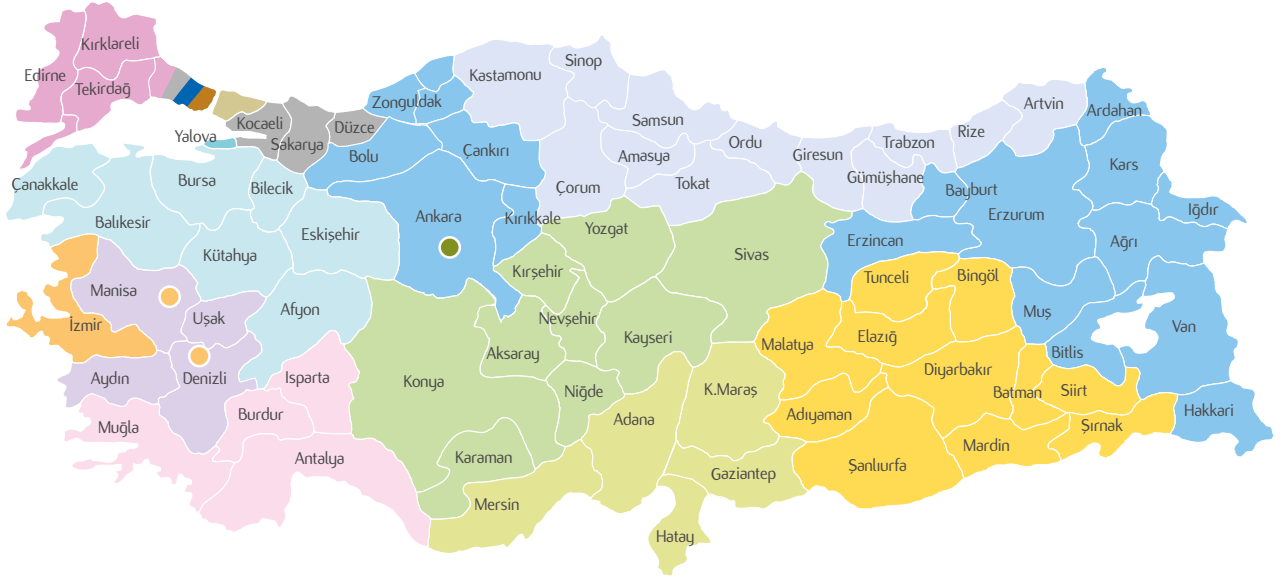 Kırklareli
Edirne
Tekirdağ
Kastamonu
Sinop
Zonguldak
Samsun
Artvin
Ardahan
Kocaeli
Düzce
Yalova
Sakarya
Bolu
Çankırı
Amasya
Ordu
Giresun
Trabzon
Rize
Kars
Çanakkale
Bursa
Bilecik
Çorum
Tokat
Gümüşhane
Bayburt
Iğdır
Balıkesir
Eskişehir
Ankara
Kırıkkale
Yozgat
Erzincan
Erzurum
Ağrı
Kütahya
Sivas
Kırşehir
Tunceli
Bingöl
Manisa
Uşak
Afyon
Nevşehir
Muş
Van
İzmir
Aksaray
Kayseri
Malatya
Elazığ
Bitlis
Aydın
Denizli
Isparta
Konya
Niğde
K.Maraş
Diyarbakır
Batman
Siirt
Muğla
Burdur
Adana
Adıyaman
Şırnak
Hakkari
Antalya
Karaman
Gaziantep
Şanlıurfa
Mardin
Mersin
Hatay